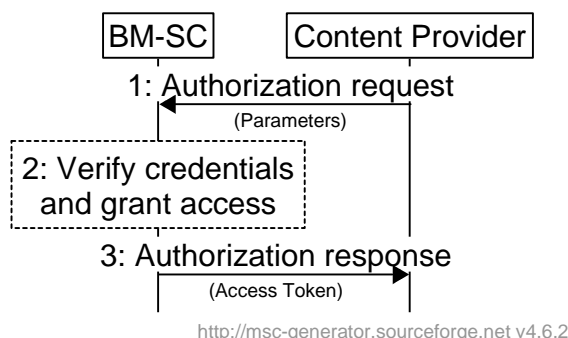 BM-SC
Content Provider
1: Authorization request
(Parameters)
2: Verify credentials
and grant access
3: Authorization response
(Access Token)
http://msc-generator.sourceforge.net v4.6.2